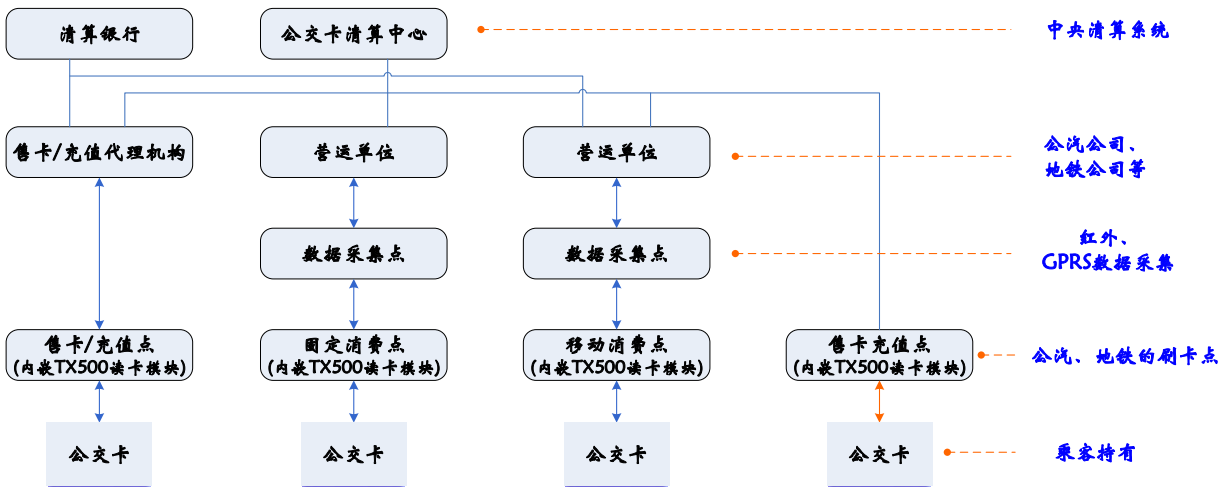 清算银行
公交卡清算中心
中央清算系统
售卡/充值代理机构
营运单位
营运单位
公汽公司、
地铁公司等
数据采集点
数据采集点
红外、
GPRS数据采集
售卡/充值点
(内嵌TX500读卡模块)
固定消费点
(内嵌TX500读卡模块)
移动消费点
(内嵌TX500读卡模块)
售卡充值点
(内嵌TX500读卡模块)
公汽、地铁的刷卡点
公交卡
公交卡
公交卡
公交卡
乘客持有